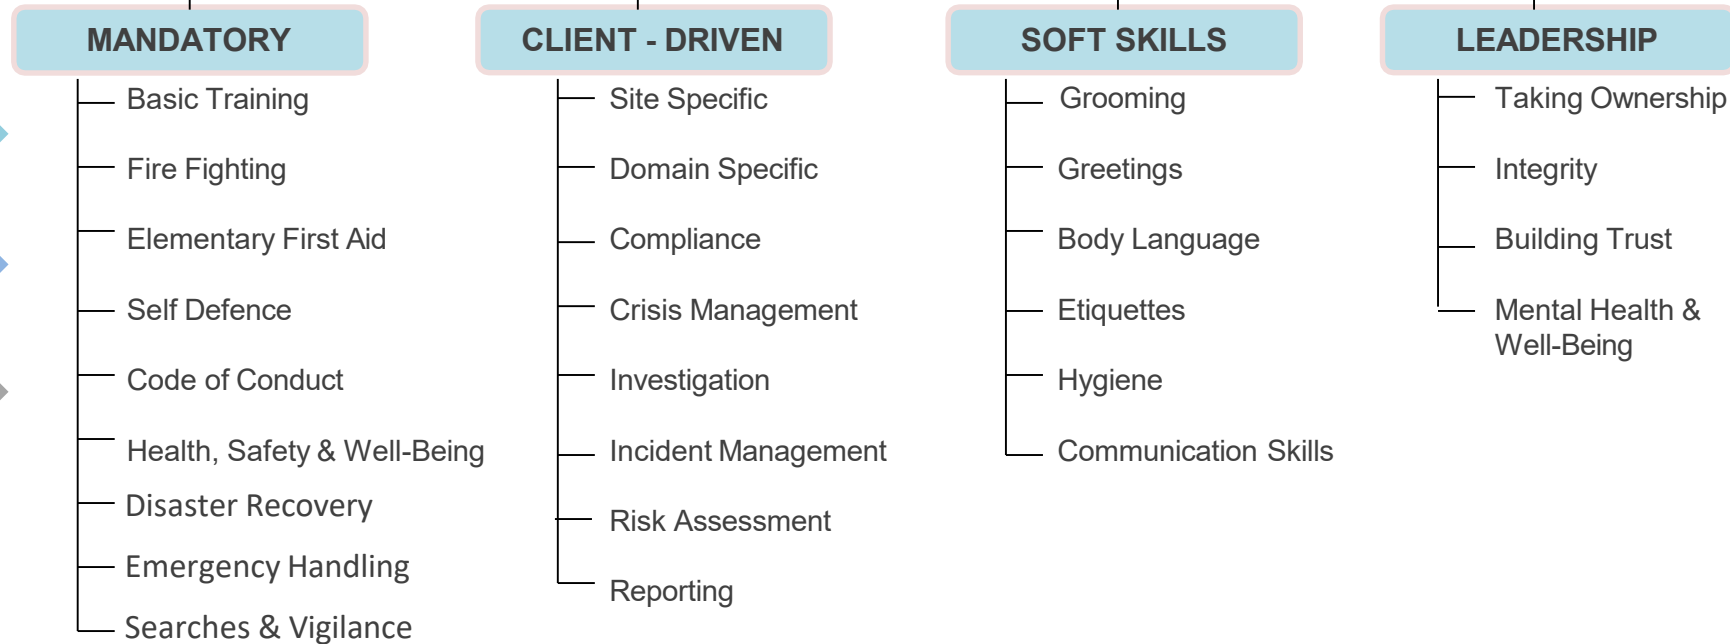 MANDATORY
Basic Training
Fire Fighting
Elementary First Aid
Self Defence
Code of Conduct
Health, Safety & Well-Being
Disaster Recovery
Emergency Handling
Searches & Vigilance
CLIENT - DRIVEN
Site Specific
Domain Specific
Compliance
Crisis Management
Investigation
Incident Management
Risk Assessment
Reporting
SOFT SKILLS
Grooming
Greetings
Body Language
Etiquettes
Hygiene
Communication Skills
LEADERSHIP
Taking Ownership
Integrity
Building Trust
Mental Health &
Well-Being